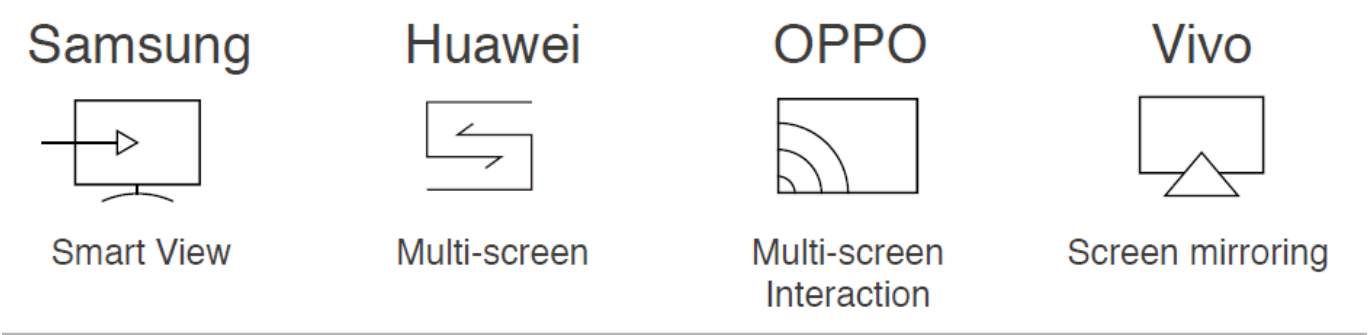 Samsung Huawei OPPO Vivo
Smart View Multi-screen Multi-screen Screen mirroring
Interaction